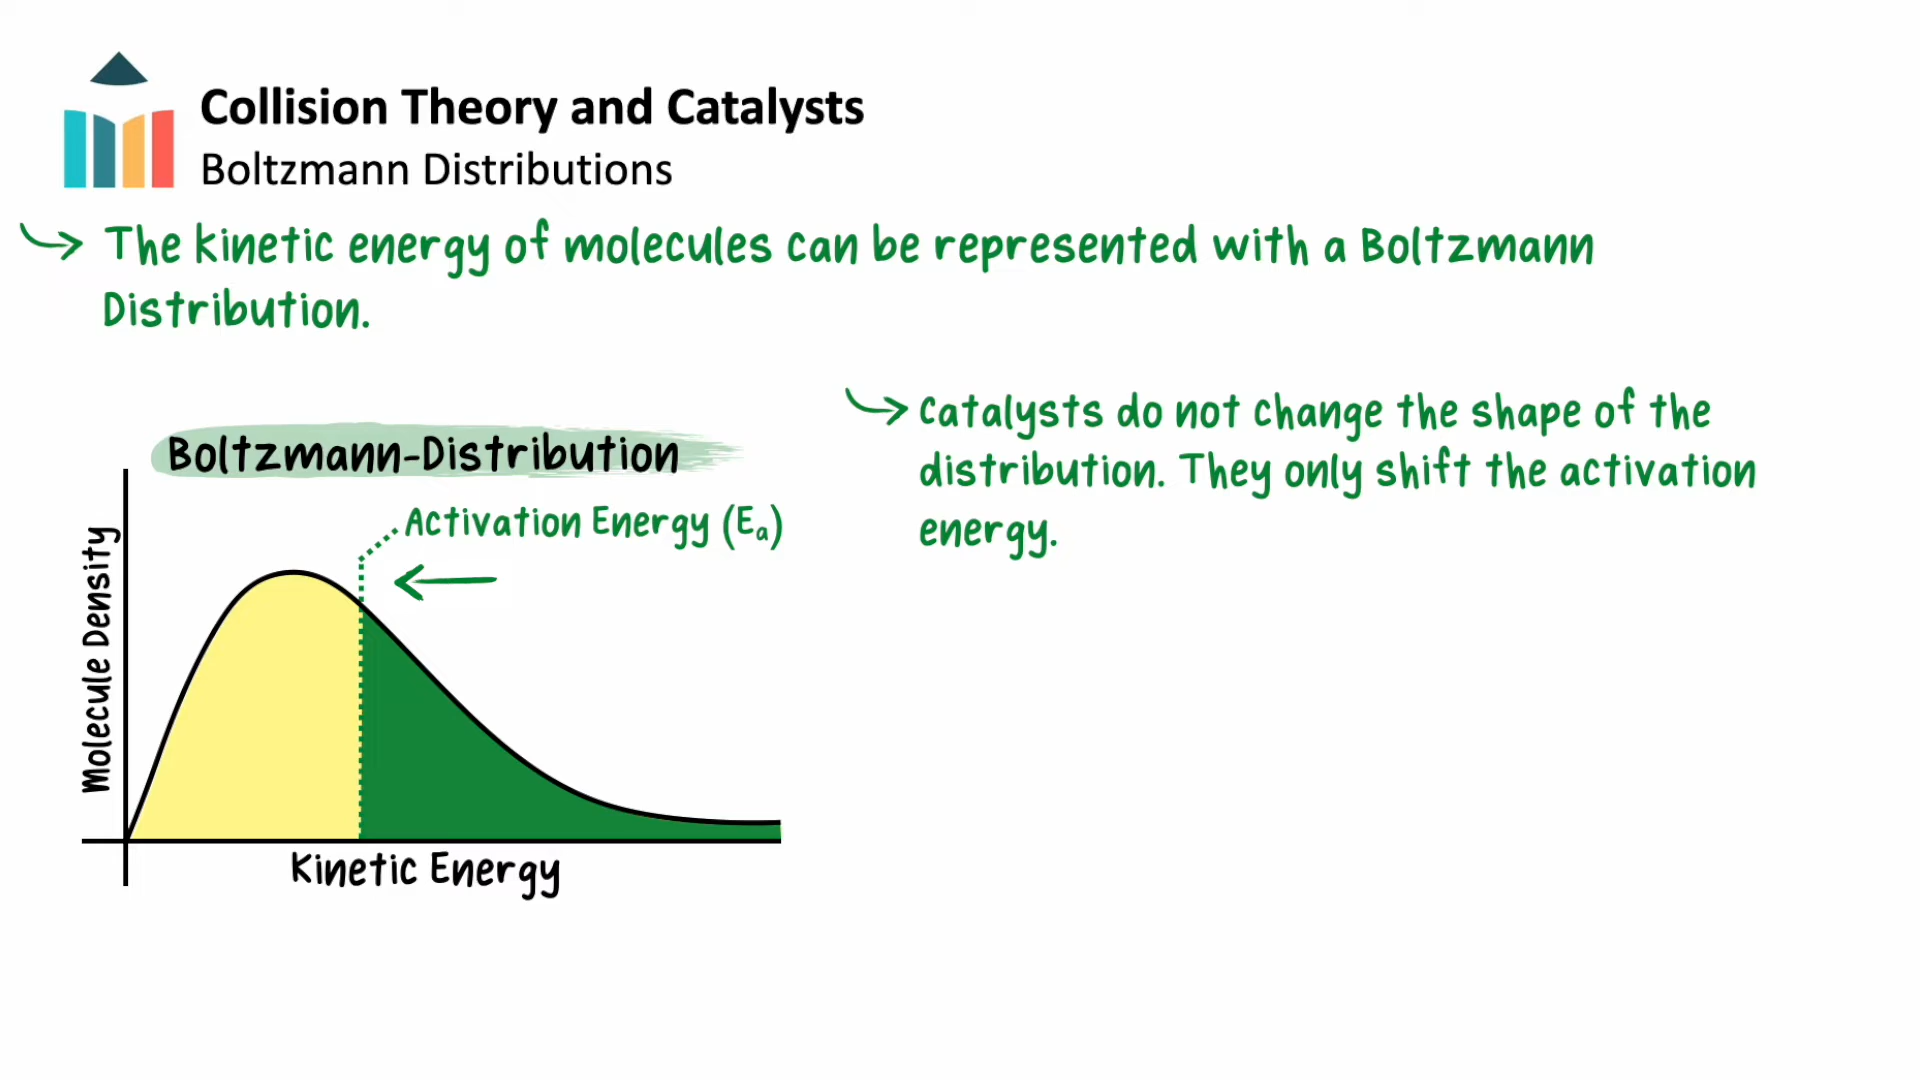 Collision Theory and Catalysts
Boltzmann Distributions
The kinetic energy of molecules can be represented with a Boltzmann
Distribution.
Boltzmann-Distribution
Activation Energy (Eₐ)
Molecule Density
Kinetic Energy
Catalysts do not change the shape of the
distribution. They only shift the activation
energy.